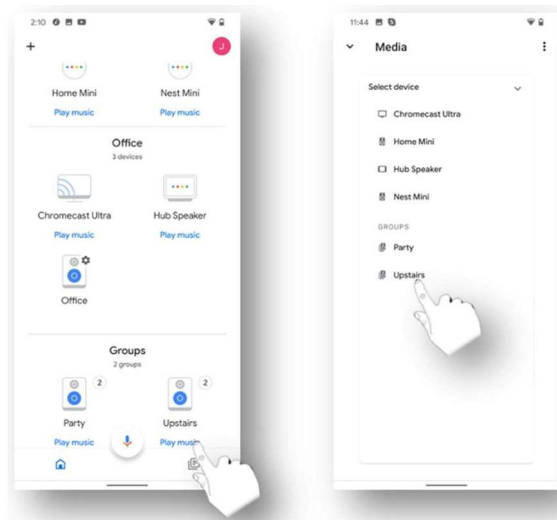 2:10
J
Home Mini
Nest Mini
Play music
Play music
Office
3 devices
Chromecast Ultra
Hub Speaker
Play music
Play music
Office
Groups
2 groups
2
2
Party
Upstairs
Play music
Play music
11:44
Media
Select device
Chromecast Ultra
Home Mini
Hub Speaker
Nest Mini
GROUPS
Party
Upstairs